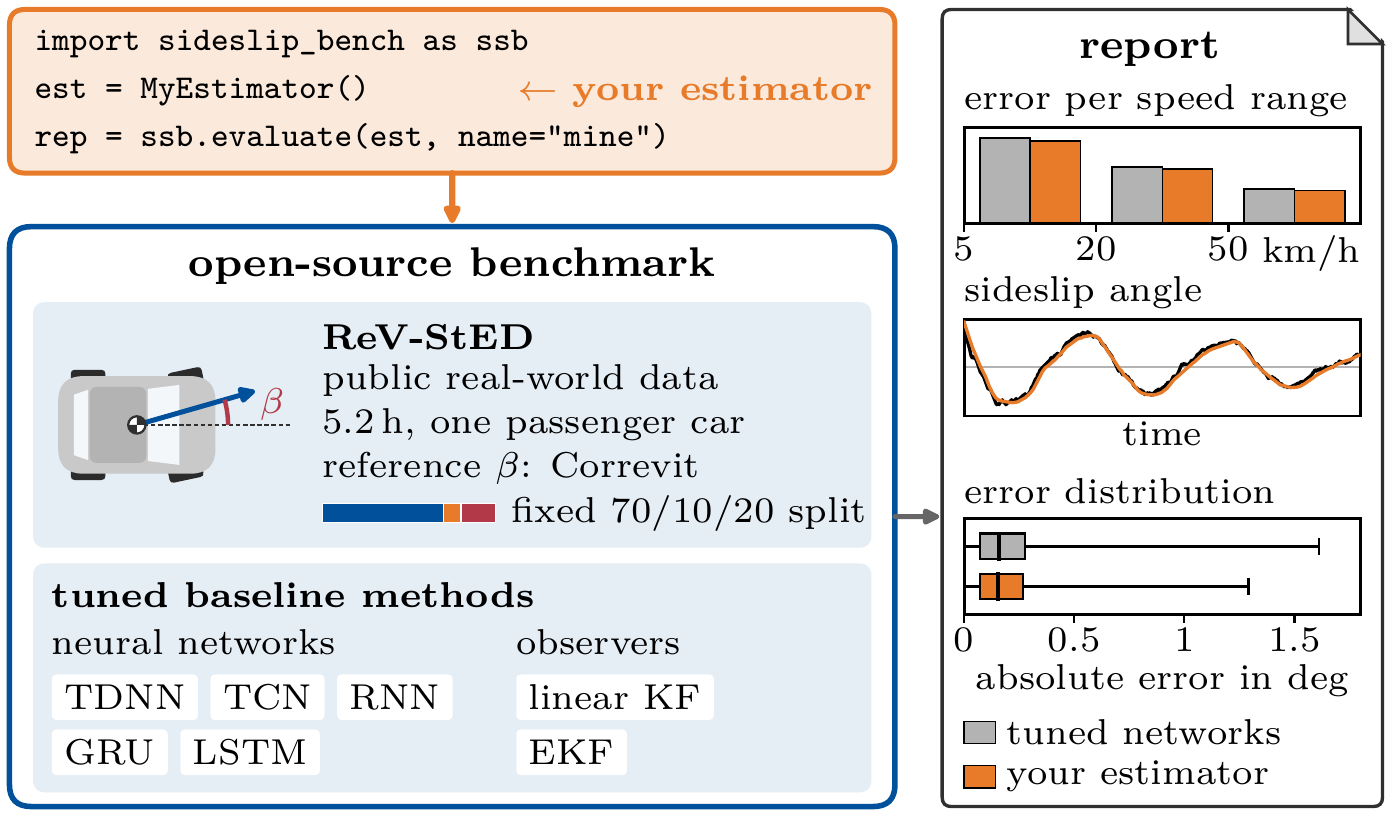 import sideslip_bench as ssb
est = MyEstimator()
← your estimator
rep = ssb.evaluate(est, name="mine")
open-source benchmark
β
ReV-StED
public real-world data
5.2 h, one passenger car
reference β: Correvit
fixed 70/10/20 split
tuned baseline methods
neural networks
TDNN TCN RNN
GRU LSTM
observers
linear KF
EKF
report
error per speed range
5 20 50 km/h
sideslip angle
time
error distribution
0 0.5 1 1.5
absolute error in deg
tuned networks
your estimator